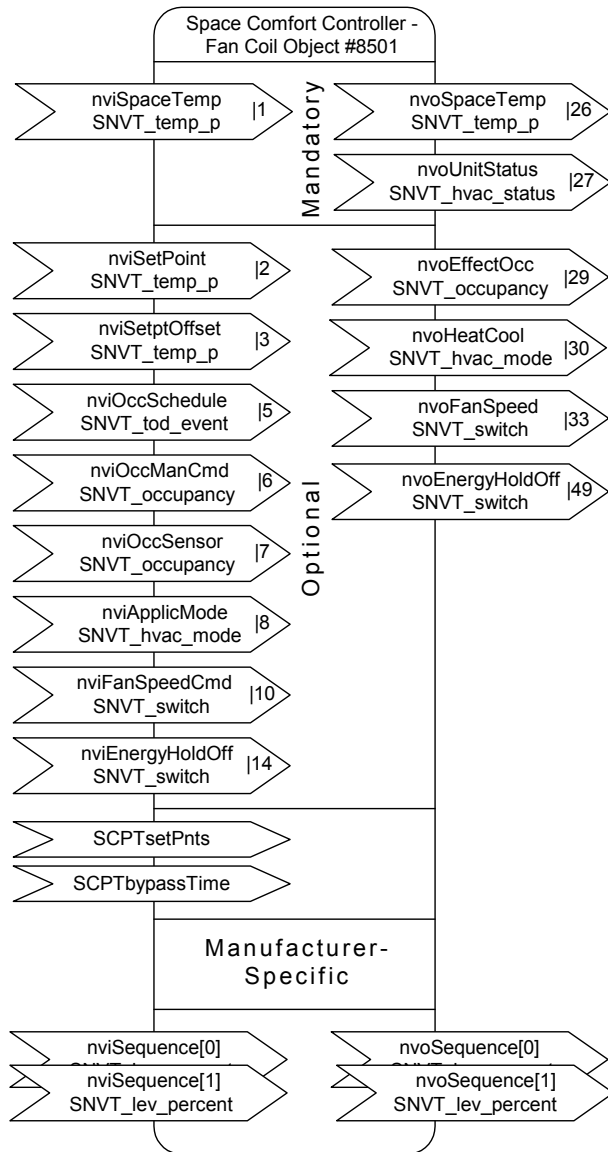 Space Comfort Controller -
Fan Coil Object #8501
nviSpaceTemp |1
SNVT_temp_p
Mandatory
nvoSpaceTemp |26
SNVT_temp_p
nvoUnitStatus |27
SNVT_hvac_status
nviSetPoint |2
SNVT_temp_p
nviSetptOffset |3
SNVT_temp_p
nviOccSchedule |5
SNVT_tod_event
nviOccManCmd |6
SNVT_occupancy
nviOccSensor |7
SNVT_occupancy
nviApplicMode |8
SNVT_hvac_mode
nviFanSpeedCmd |10
SNVT_switch
nviEnergyHoldOff |14
SNVT_switch
Optional
nvoEffectOcc |29
SNVT_occupancy
nvoHeatCool |30
SNVT_hvac_mode
nvoFanSpeed |33
SNVT_switch
nvoEnergyHoldOff |49
SNVT_switch
SCPTsetPnts
SCPTbypassTime
Manufacturer-
Specific
nviSequence[0]
nviSequence[1]
SNVT_lev_percent
nvoSequence[0]
nvoSequence[1]
SNVT_lev_percent